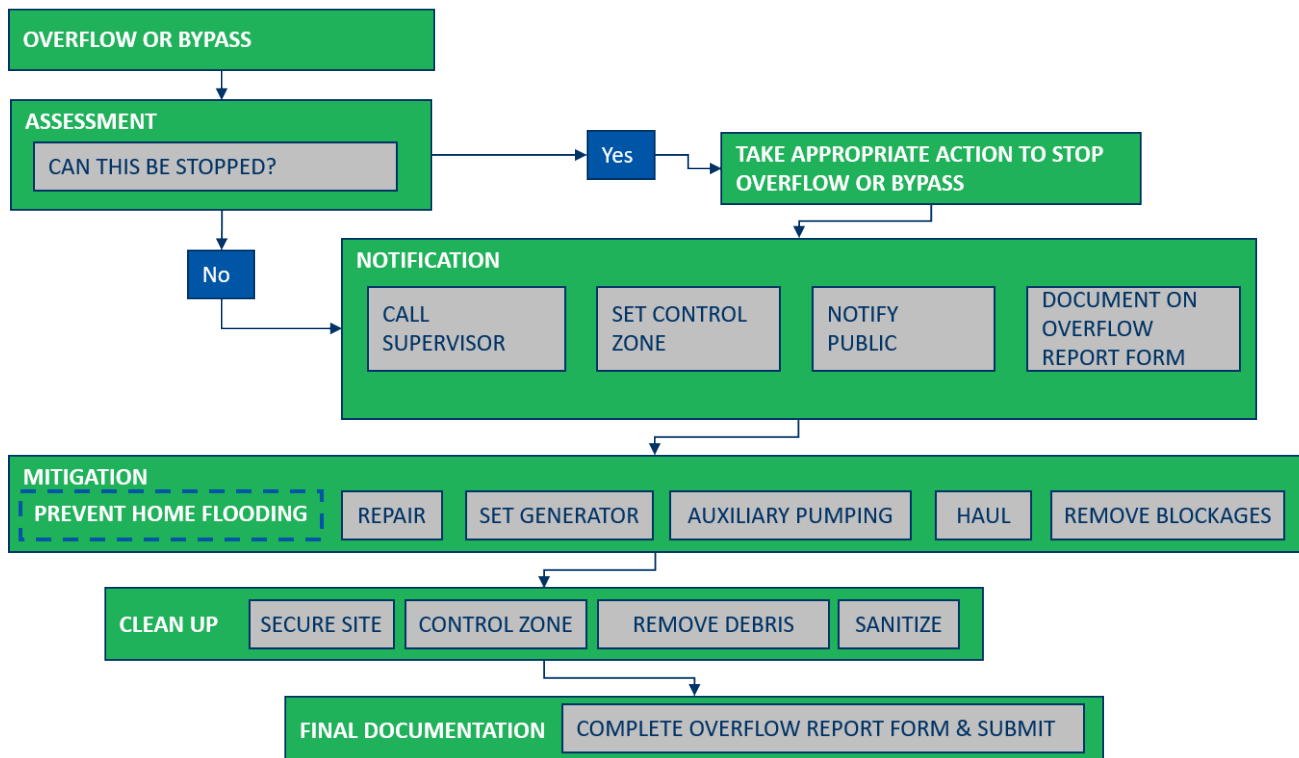 OVERFLOW OR BYPASS
ASSESSMENT
CAN THIS BE STOPPED?
Yes
TAKE APPROPRIATE ACTION TO STOP
OVERFLOW OR BYPASS
No
NOTIFICATION
CALL
SUPERVISOR
SET CONTROL
ZONE
NOTIFY
PUBLIC
DOCUMENT ON
OVERFLOW
REPORT FORM
MITIGATION
PREVENT HOME FLOODING
REPAIR
SET GENERATOR
AUXILIARY PUMPING
HAUL
REMOVE BLOCKAGES
CLEAN UP
SECURE SITE
CONTROL ZONE
REMOVE DEBRIS
SANITIZE
FINAL DOCUMENTATION
COMPLETE OVERFLOW REPORT FORM & SUBMIT